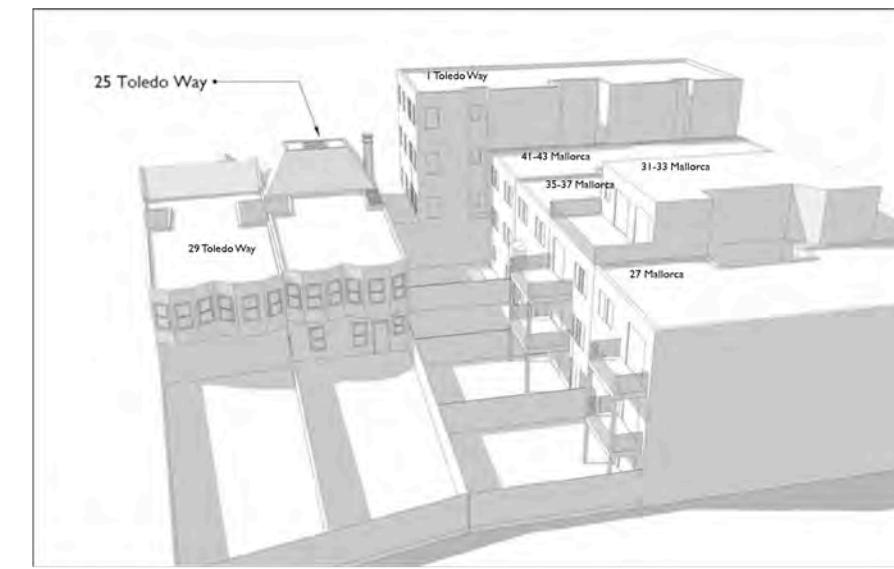 1 Toledo Way
25 Toledo Way
41-43 Mallorca
31-33 Mallorca
35-37 Mallorca
29 Toledo Way
27 Mallorca